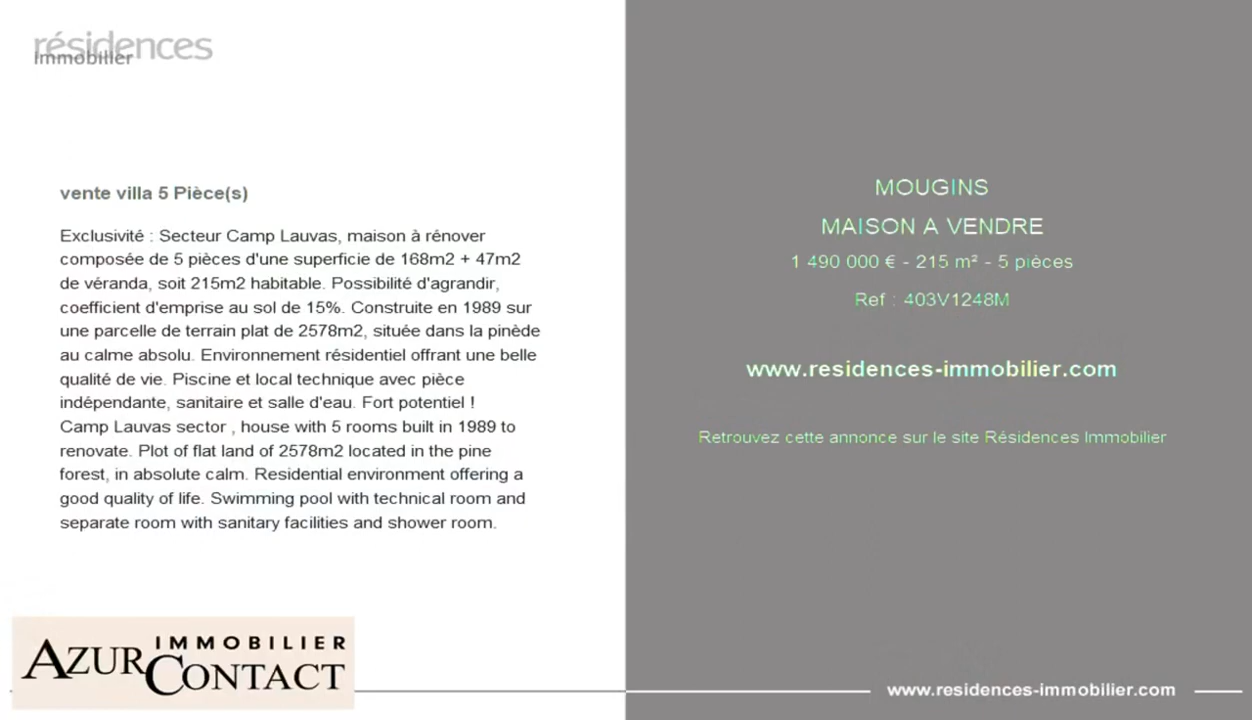 résidences
immobilier
vente villa 5 Pièce(s)
Exclusivité : Secteur Camp Lauvas, maison à rénover
composée de 5 pièces d'une superficie de 168m2 + 47m2
de véranda, soit 215m2 habitable. Possibilité d'agrandir,
coefficient d'emprise au sol de 15%. Construite en 1989 sur
une parcelle de terrain plat de 2578m2, située dans la pinède
au calme absolu. Environnement résidentiel offrant une belle
qualité de vie. Piscine et local technique avec pièce
indépendante, sanitaire et salle d'eau. Fort potentiel !
Camp Lauvas sector , house with 5 rooms built in 1989 to
renovate. Plot of flat land of 2578m2 located in the pine
forest, in absolute calm. Residential environment offering a
good quality of life. Swimming pool with technical room and
separate room with sanitary facilities and shower room.
IMMOBILIER
AZUR CONTACT
MOUGINS
MAISON A VENDRE
1 490 000 € - 215 m² - 5 pièces
Ref : 403V1248M
www.residences-immobilier.com
Retrouvez cette annonce sur le site Résidences Immobilier
www.residences-immobilier.com